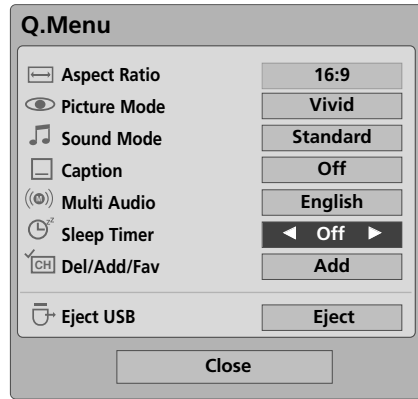 Q.Menu
Aspect Ratio 16:9
Picture Mode Vivid
Sound Mode Standard
Caption Off
Multi Audio English
Sleep Timer ◀ Off ▶
Del/Add/Fav Add
Eject USB Eject
Close